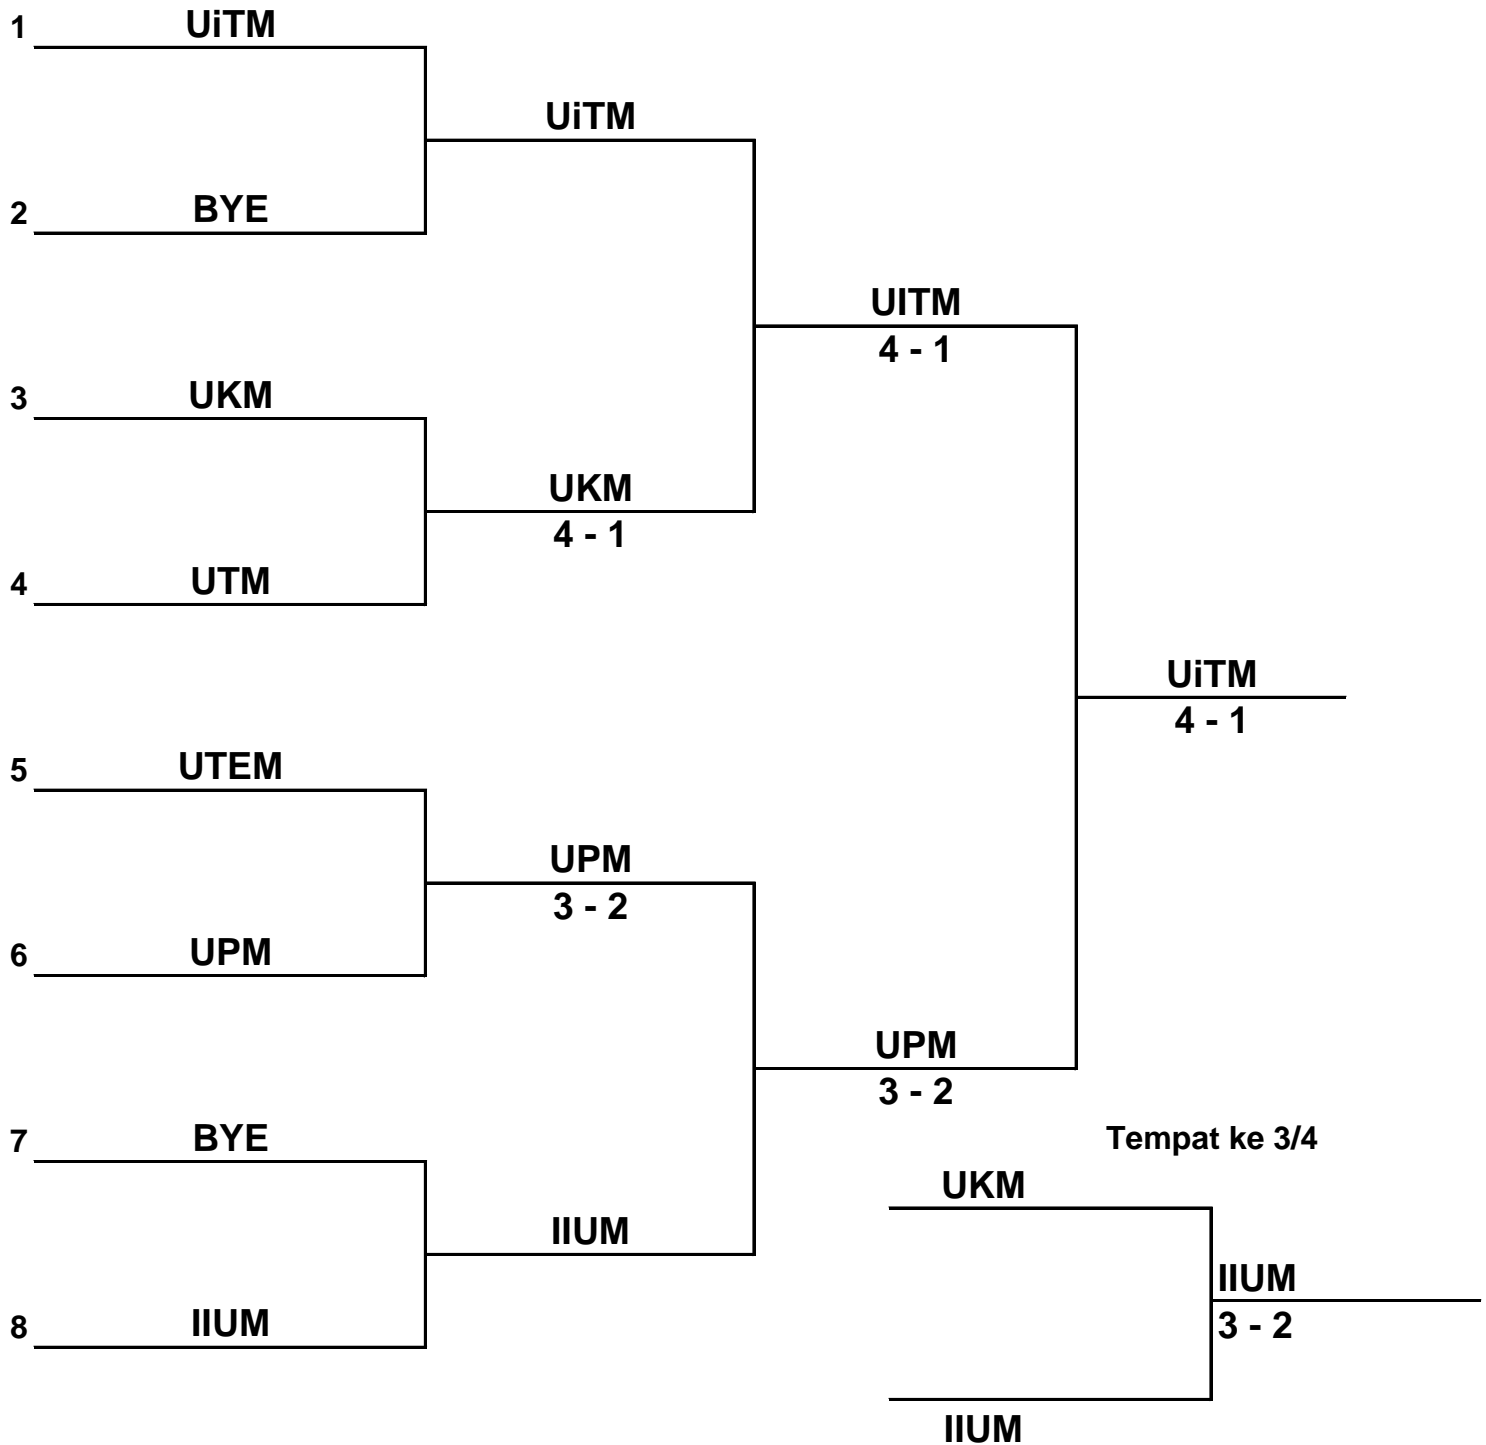 1 UiTM
UiTM
2 BYE
UITM
4 - 1
3 UKM
UKM
4 - 1
4 UTM
UiTM
4 - 1
5 UTEM
UPM
3 - 2
6 UPM
UPM
3 - 2
7 BYE
Tempat ke 3/4
UKM
IIUM
IIUM
3 - 2
8 IIUM
IIUM